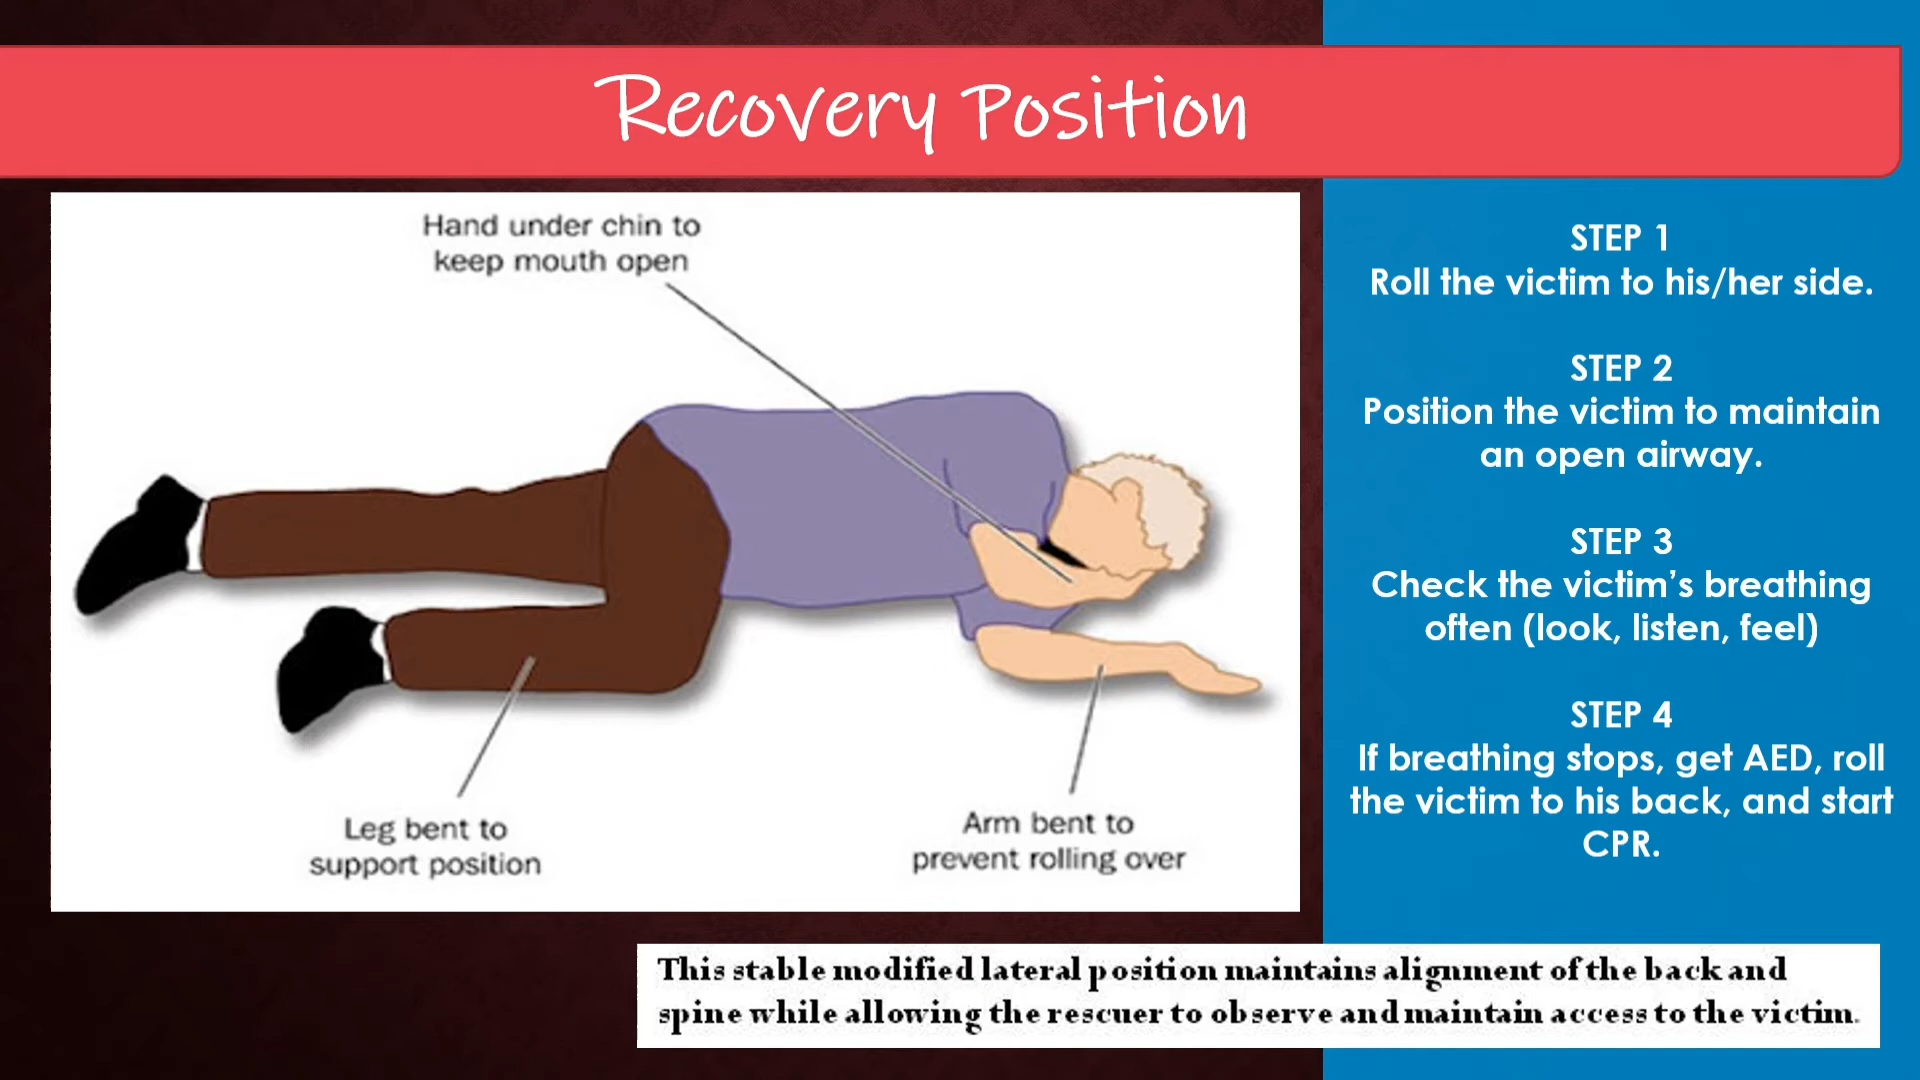 Recovery Position
Hand under chin to
keep mouth open
Leg bent to
support position
Arm bent to
prevent rolling over
STEP 1
Roll the victim to his/her side.
STEP 2
Position the victim to maintain
an open airway.
STEP 3
Check the victim’s breathing
often (look, listen, feel)
STEP 4
If breathing stops, get AED, roll
the victim to his back, and start
CPR.
This stable modified lateral position maintains alignment of the back and
spine while allowing the rescuer to observe and maintain access to the victim.